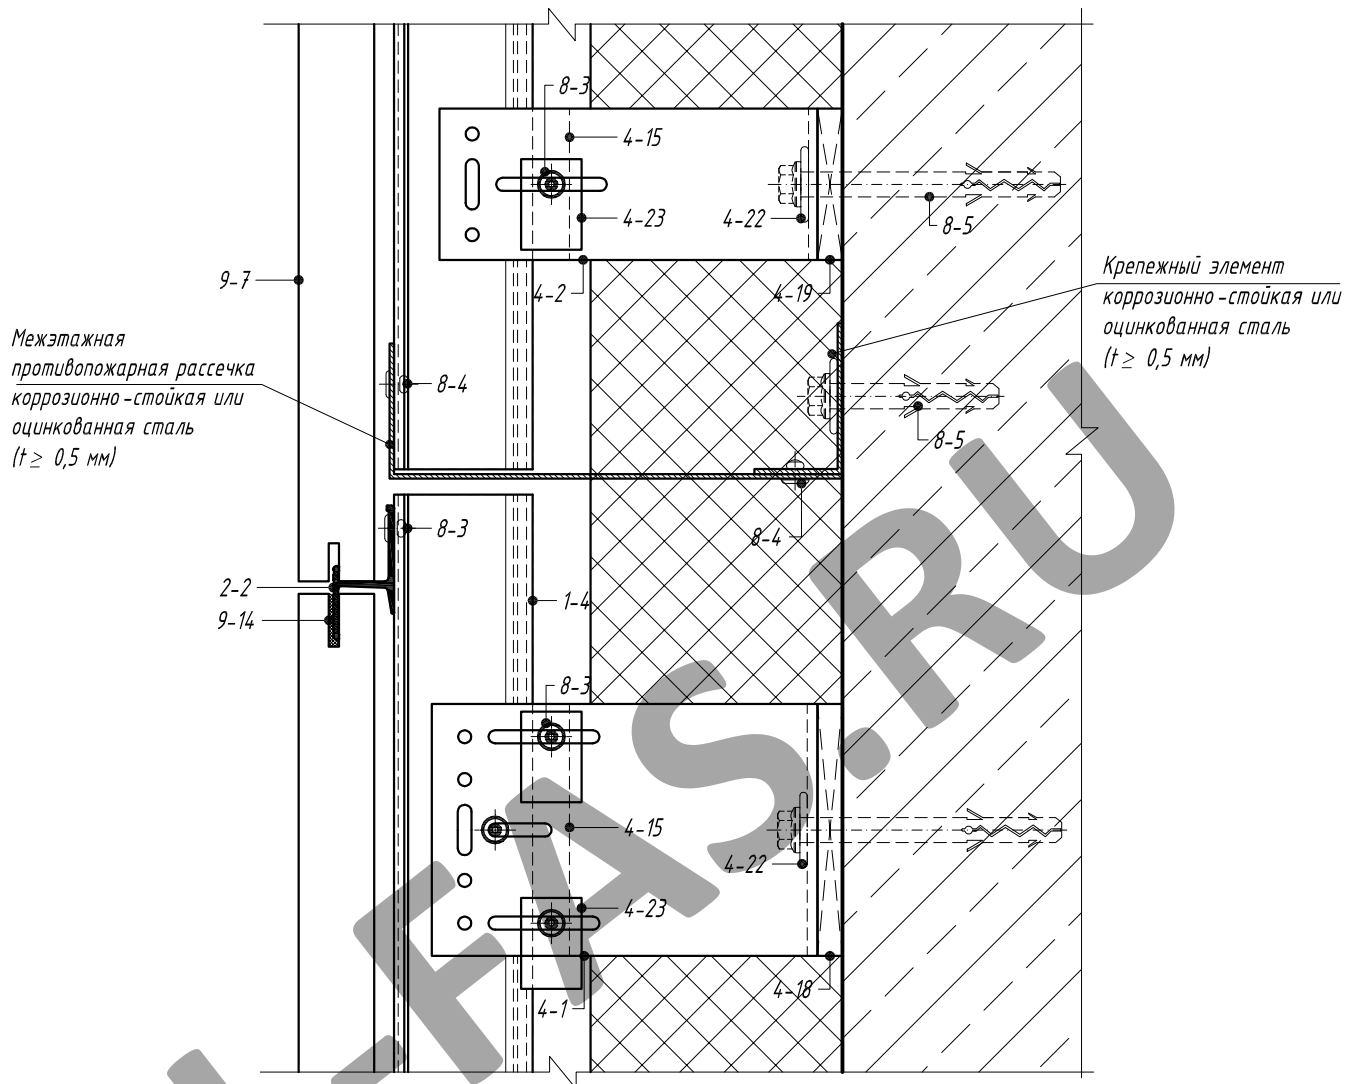 8-3
4-15
4-23
4-22
8-5
9-7
4-2
4-19
Крепежный элемент
коррозионно-стойкая или
оцинкованная сталь
(t ≥ 0,5 мм)
Межэтажная
противопожарная рассечка
коррозионно-стойкая или
оцинкованная сталь
(t ≥ 0,5 мм)
8-4
8-5
8-3
8-4
2-2
9-14
1-4
8-3
4-15
4-22
4-23
4-18
4-1
-FAS.RU